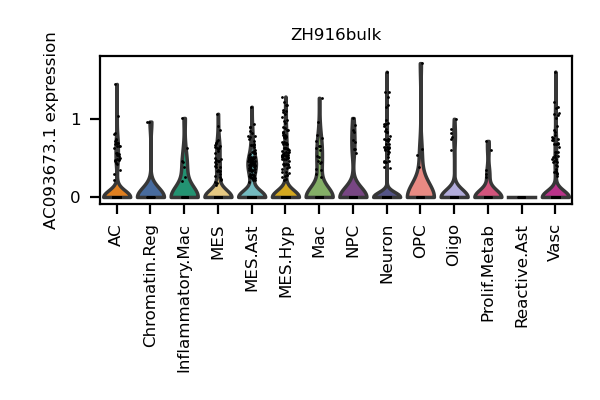 ZH916bulk
AC093673.1 expression
1
0
AC
Chromatin.Reg
Inflammatory.Mac
MES
MES.Ast
MES.Hyp
Mac
NPC
Neuron
OPC
Oligo
Prolif.Metab
Reactive.Ast
Vasc